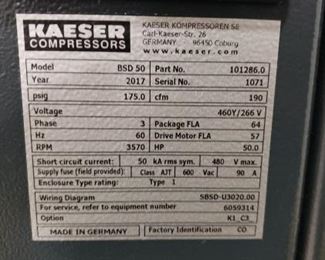 KAESER
COMPRESSORS
KAESER KOMPRESSOREN SE
Carl-Kaeser-Str. 26
GERMANY 96450 Coburg
www.kaeser.com
Model BSD 50 Part No. 101286.0
Year 2017 Serial No. 1071
psig 175.0 cfm 190
Voltage 460Y/266 V
Phase 3 Package FLA 64
Hz 60 Drive Motor FLA 57
RPM 3570 HP 50.0
Short circuit current: 50 kA rms sym. 480 V max.
Supply fuse (field provided): Class AJT 600 Vac 90 A
Enclosure Type rating: Type 1
Wiring Diagram SBSD-U3020.00
For service, refer to equipment number 6059314
Option K1_C3_
MADE IN GERMANY Factory Identification CO